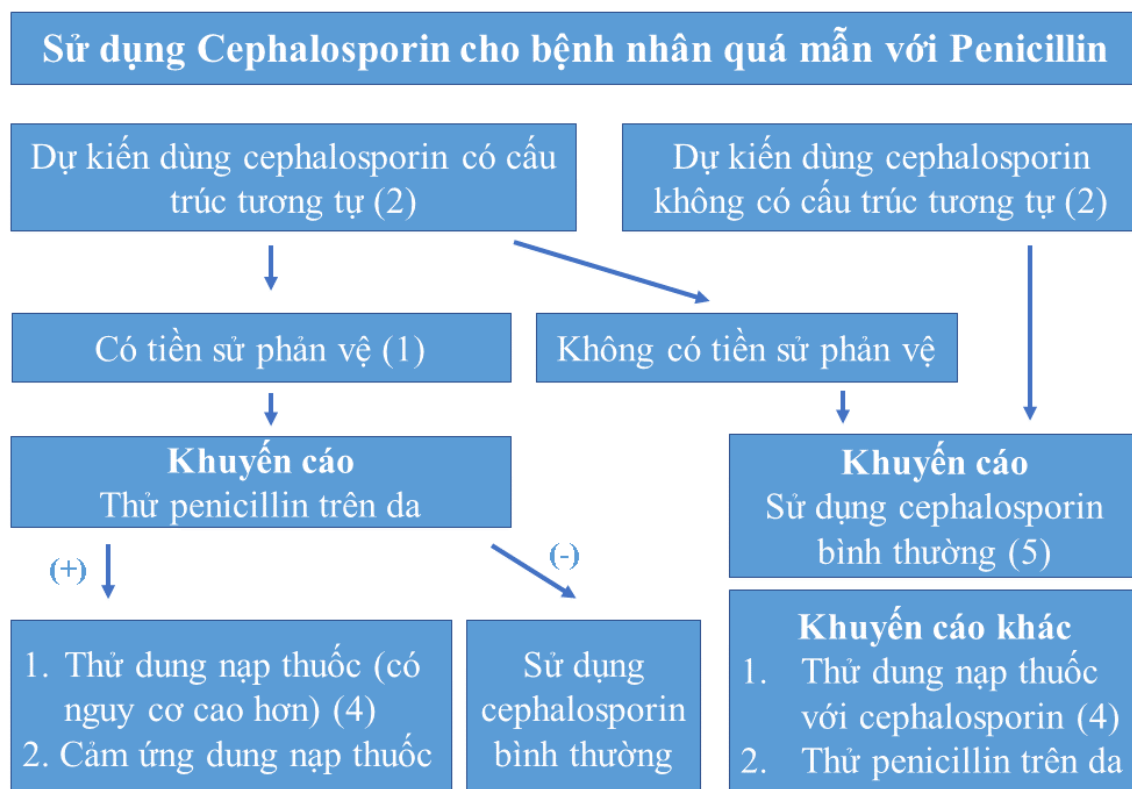 Sử dụng Cephalosporin cho bệnh nhân quá mẫn với Penicillin
Dự kiến dùng cephalosporin có cấu
trúc tương tự (2)
Dự kiến dùng cephalosporin
không có cấu trúc tương tự (2)
Có tiền sử phản vệ (1)
Không có tiền sử phản vệ
Khuyến cáo
Thử penicillin trên da
Khuyến cáo
Sử dụng cephalosporin
bình thường (5)
(+)
(-)
1. Thử dung nạp thuốc (có
nguy cơ cao hơn) (4)
2. Cảm ứng dung nạp thuốc
Sử dụng
cephalosporin
bình thường
Khuyến cáo khác
1. Thử dung nạp thuốc
với cephalosporin (4)
2. Thử penicillin trên da